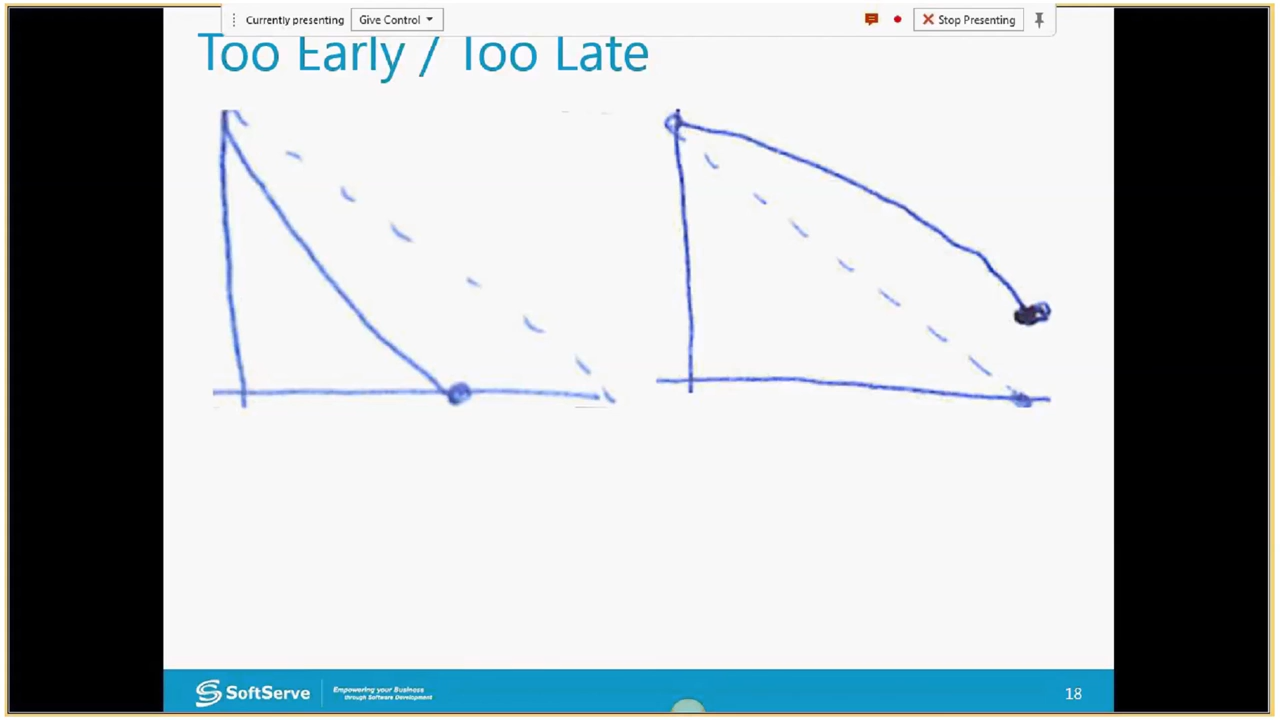 Currently presenting
Give Control
Stop Presenting
Too Early / Too Late
SoftServe
Empowering your Business
through Software Development
18